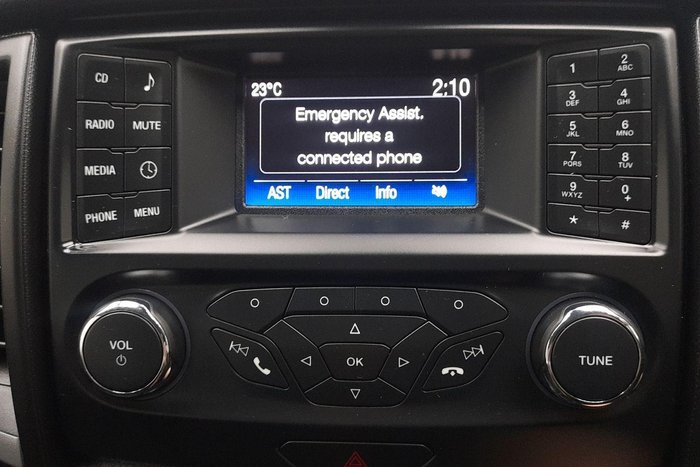 CD
RADIO MUTE
MEDIA
PHONE MENU
23°C 2:10
Emergency Assist.
requires a
connected phone
AST Direct Info
1 2 ABC
3 DEF 4 GHI
5 JKL 6 MNO
7 PQRS 8 TUV
9 WXYZ 0 +
* #
VOL
OK
TUNE